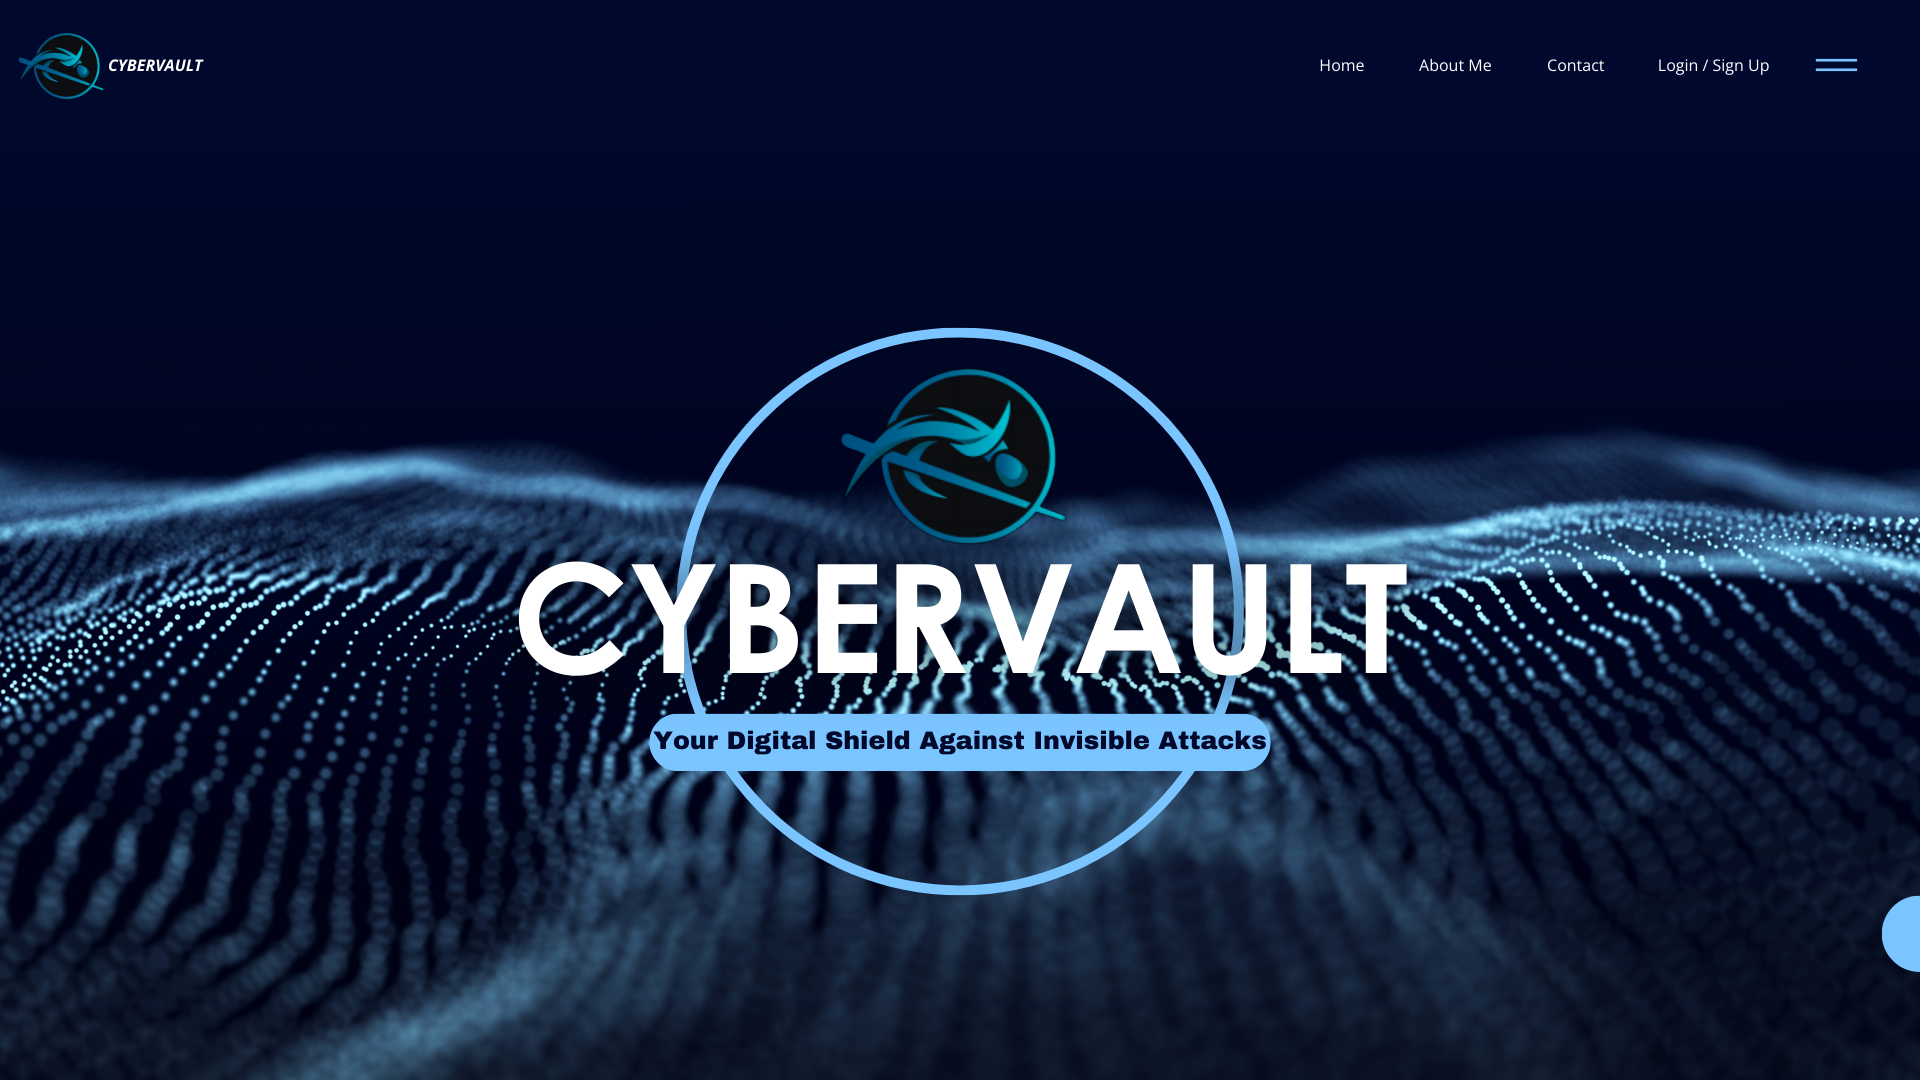 CYBERVAULT
Home
About Me
Contact
Login / Sign Up
CYBERVAULT
Your Digital Shield Against Invisible Attacks